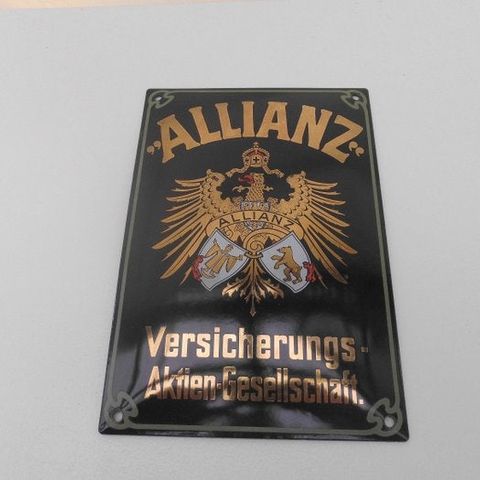 „ALLIANZ“
ALLIANZ
Versicherungs-
Aktien-Gesellschaft.